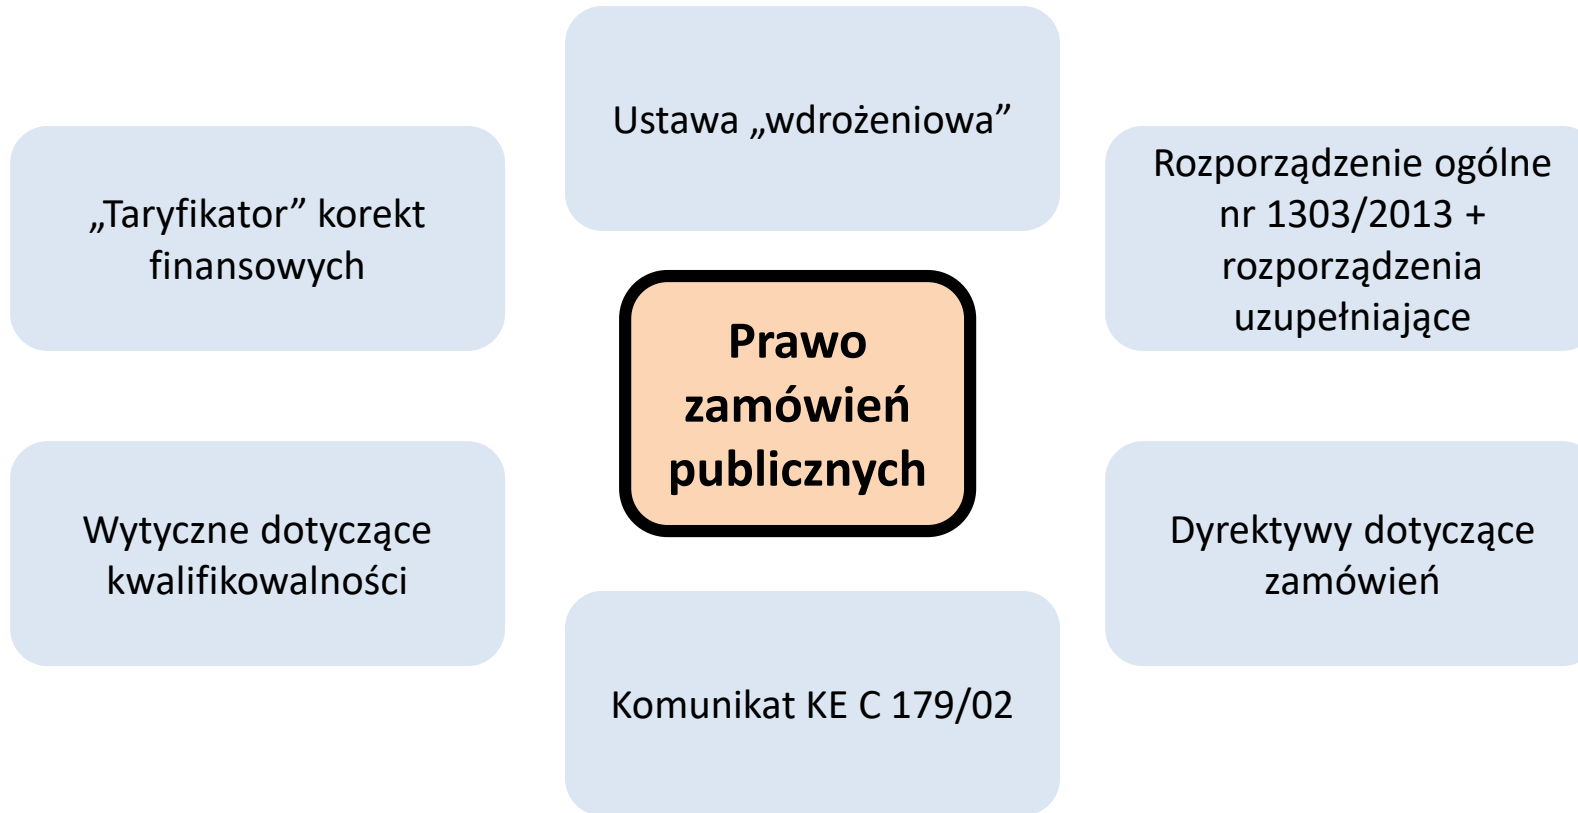 Ustawa „wdrożeniowa”
„Taryfikator” korekt
finansowych
Rozporządzenie ogólne
nr 1303/2013 +
rozporządzenia
uzupełniające
Prawo
zamówień
publicznych
Wytyczne dotyczące
kwalifikowalności
Dyrektywy dotyczące
zamówień
Komunikat KE C 179/02